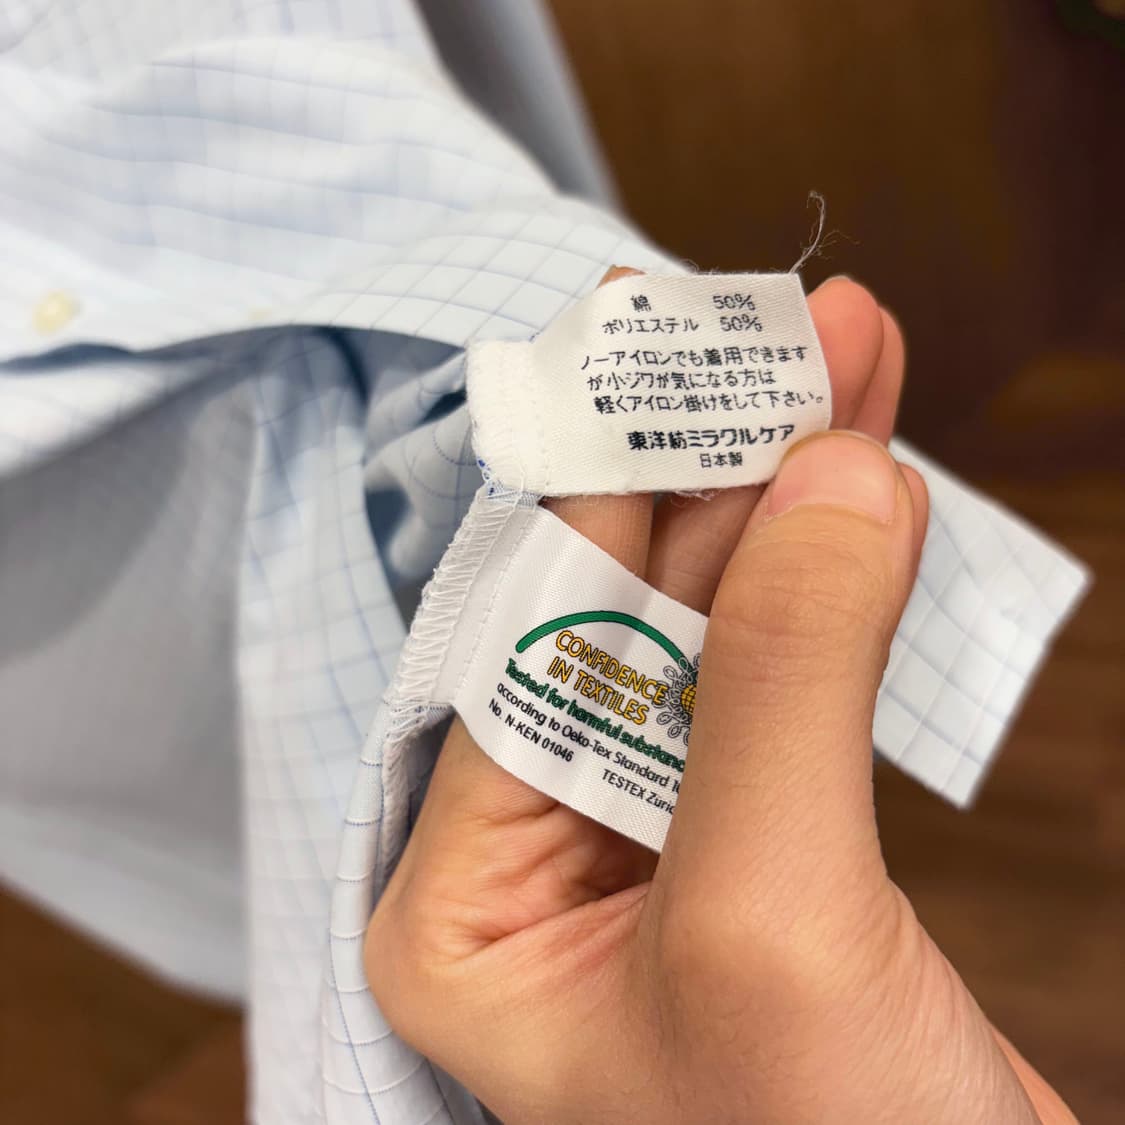 綿 50%
ポリエステル 50%
ノーアイロンでも着用できます
が小ジワが気になる方は
軽くアイロン掛けをして下さい。
東洋紡ミラクルケア
日本製
CONFIDENCE
IN TEXTILES
Tested for harmful
according to Oeko-Tex Standard
No. N-KEN 01046
TESTEX